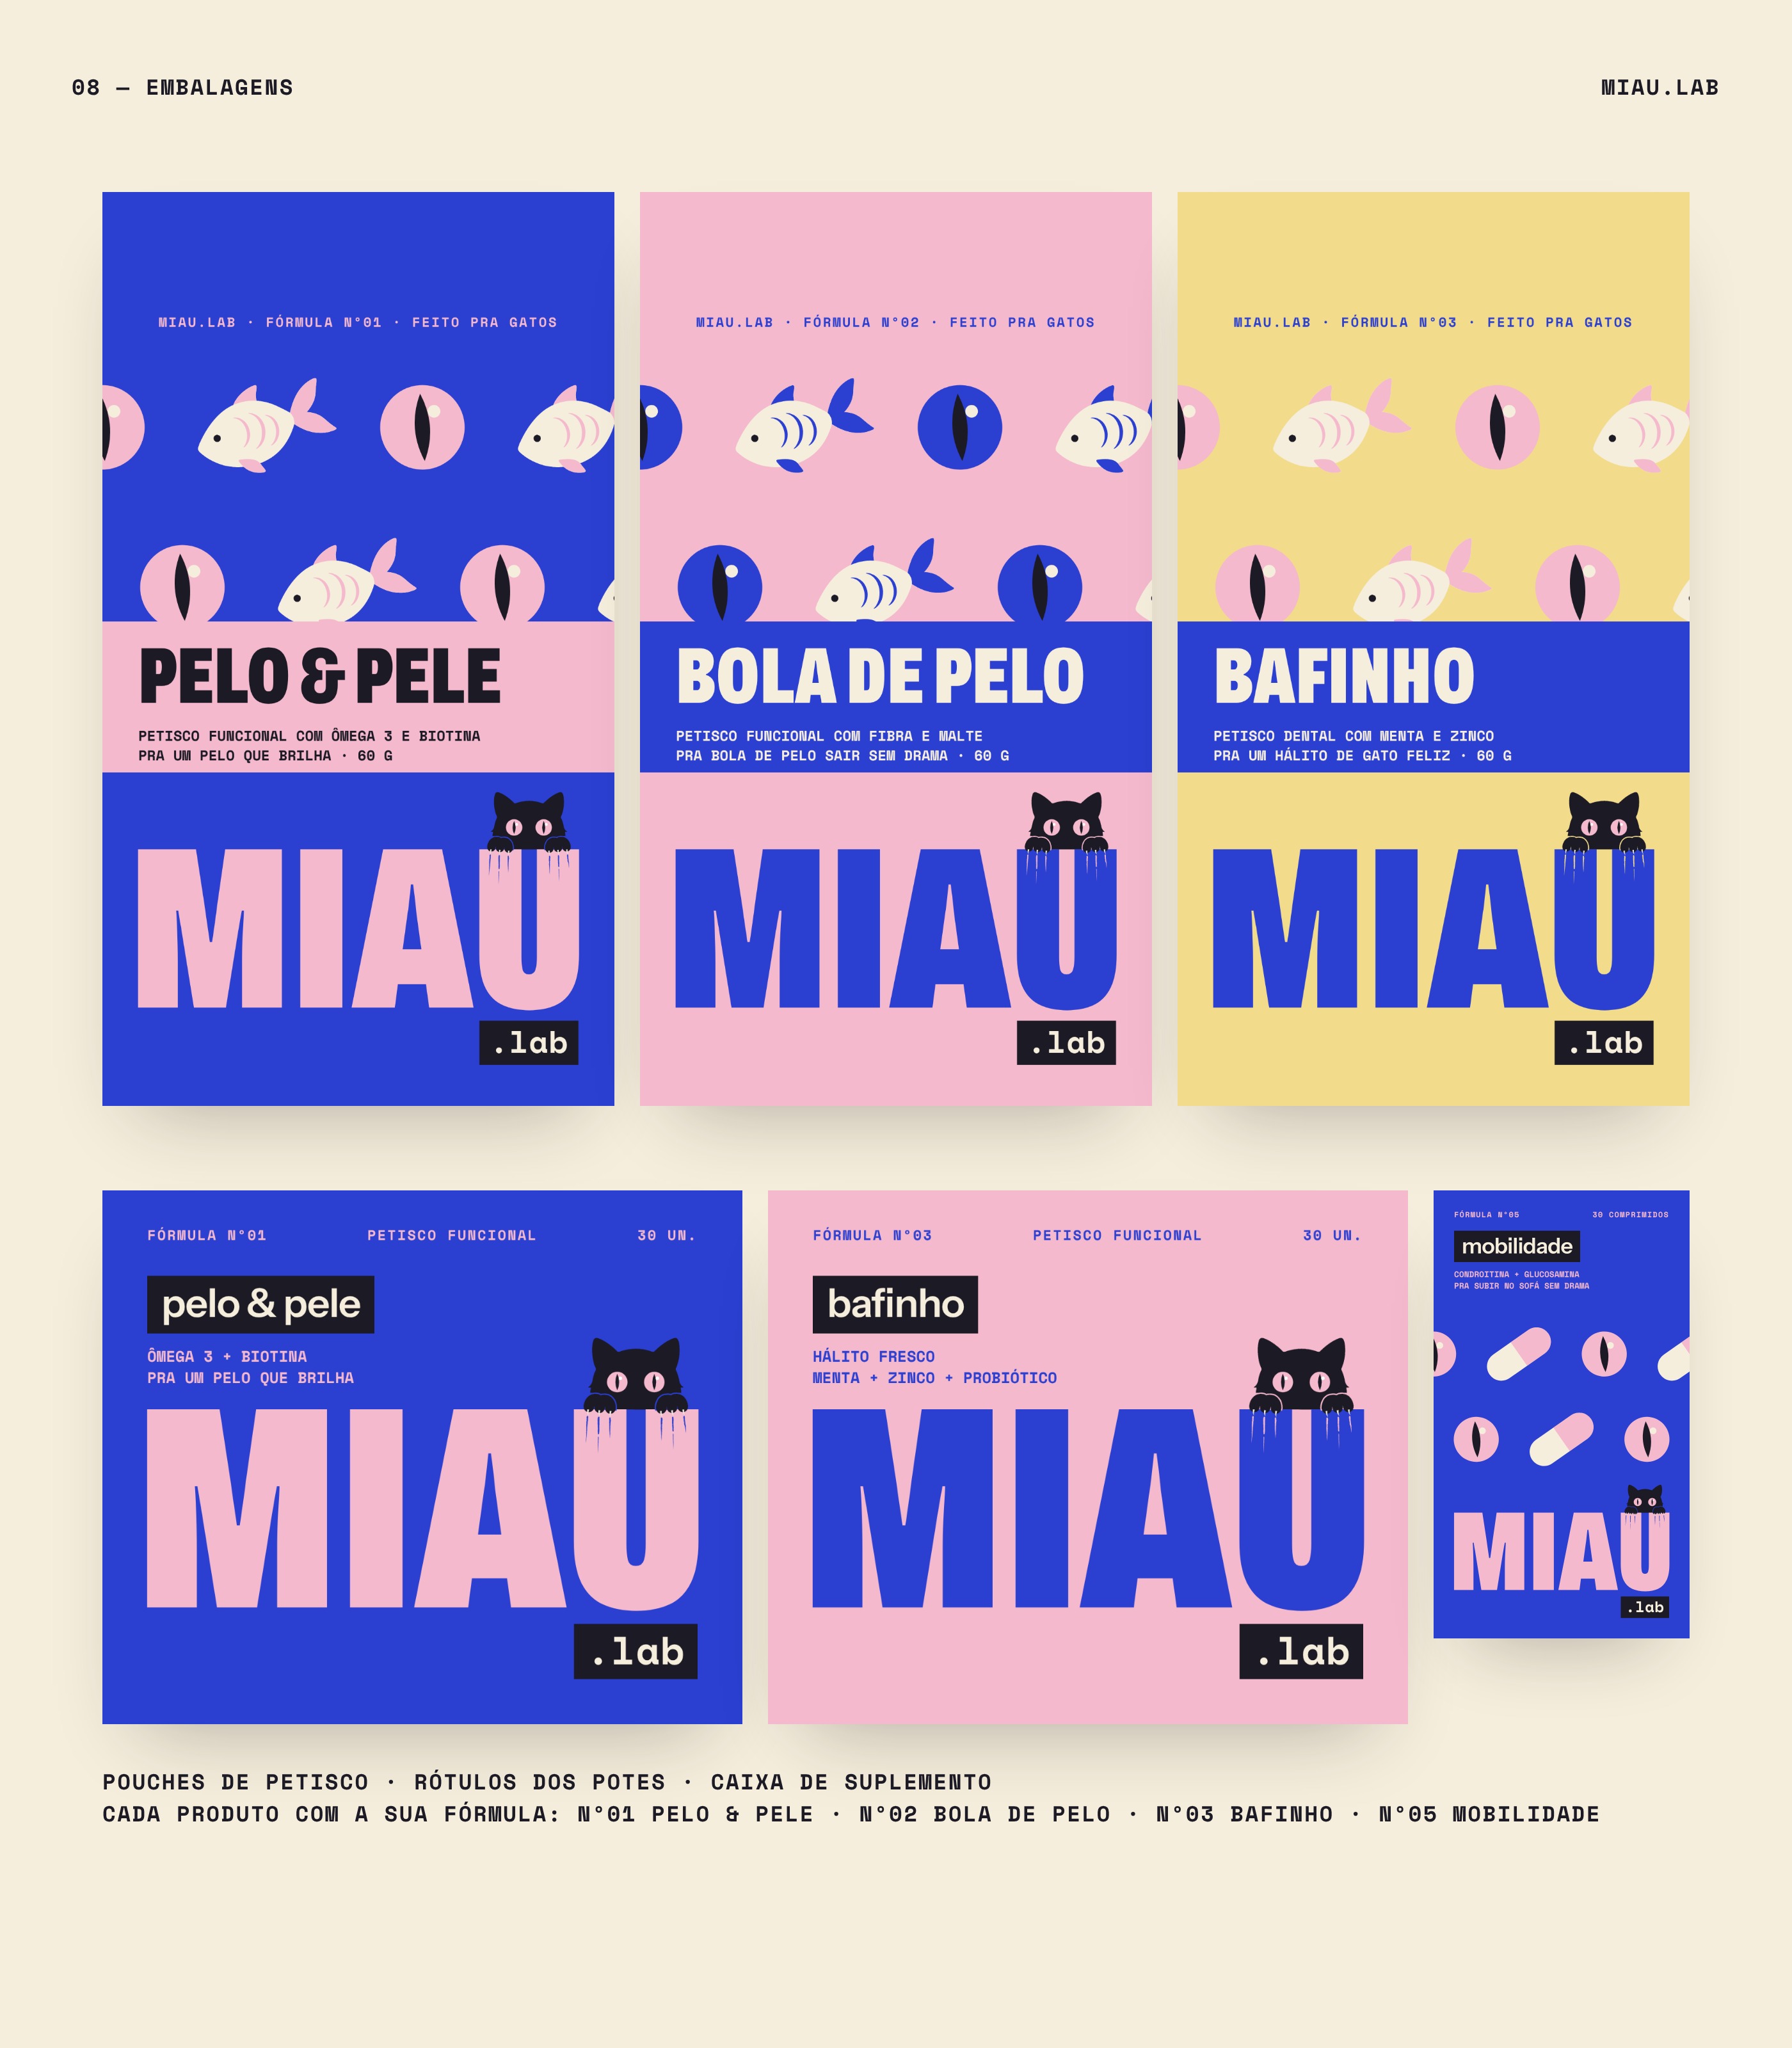 08 — EMBALAGENS
MIAU.LAB
MIAU.LAB · FÓRMULA N°01 · FEITO PRA GATOS
PELO & PELE
PETISCO FUNCIONAL COM ÔMEGA 3 E BIOTINA
PRA UM PELO QUE BRILHA · 60 G
MIAU
.lab
MIAU.LAB · FÓRMULA N°02 · FEITO PRA GATOS
BOLA DE PELO
PETISCO FUNCIONAL COM FIBRA E MALTE
PRA BOLA DE PELO SAIR SEM DRAMA · 60 G
MIAU
.lab
MIAU.LAB · FÓRMULA N°03 · FEITO PRA GATOS
BAFINHO
PETISCO DENTAL COM MENTA E ZINCO
PRA UM HÁLITO DE GATO FELIZ · 60 G
MIAU
.lab
FÓRMULA N°01 PETISCO FUNCIONAL 30 UN.
pelo & pele
ÔMEGA 3 + BIOTINA
PRA UM PELO QUE BRILHA
MIAU
.lab
FÓRMULA N°03 PETISCO FUNCIONAL 30 UN.
bafinho
HÁLITO FRESCO
MENTA + ZINCO + PROBIÓTICO
MIAU
.lab
FÓRMULA N°05 30 COMPRIMIDOS
mobilidade
CONDROITINA + GLUCOSAMINA
PRA SUBIR NO SOFÁ SEM DRAMA
MIAU
.lab
POUCHES DE PETISCO · RÓTULOS DOS POTES · CAIXA DE SUPLEMENTO
CADA PRODUTO COM A SUA FÓRMULA: N°01 PELO & PELE · N°02 BOLA DE PELO · N°03 BAFINHO · N°05 MOBILIDADE